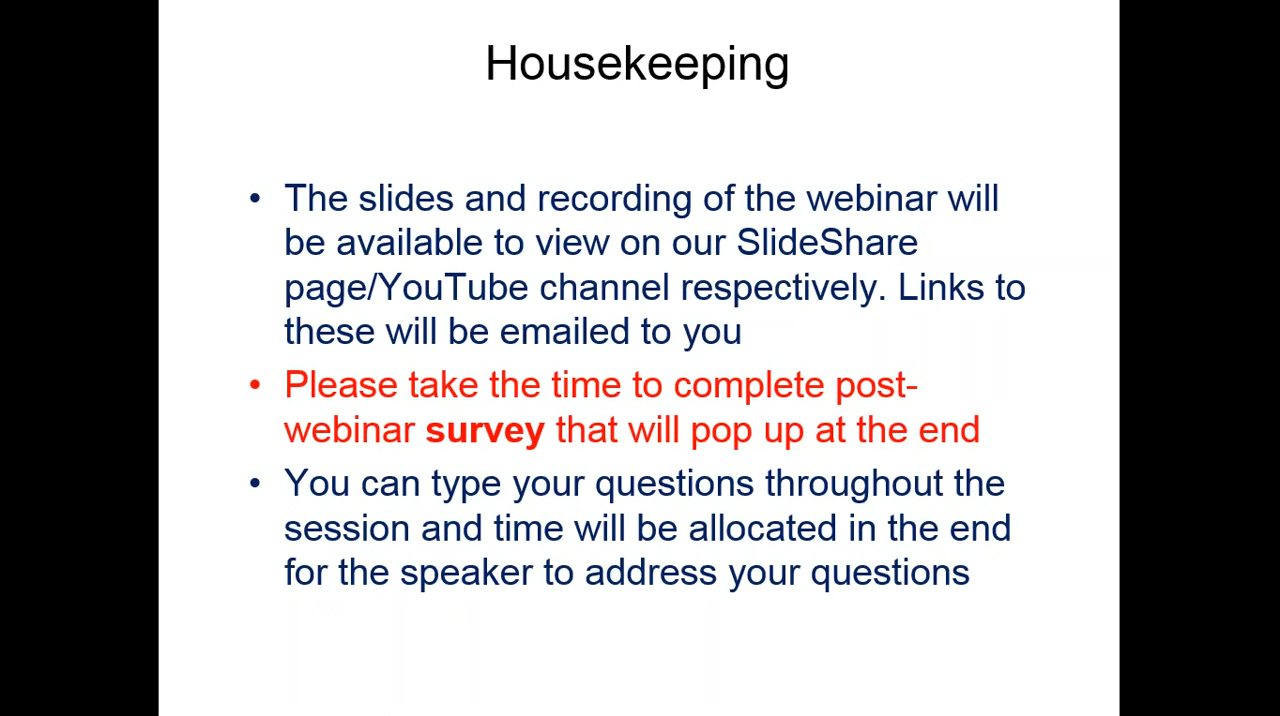 Housekeeping
• The slides and recording of the webinar will
be available to view on our SlideShare
page/YouTube channel respectively. Links to
these will be emailed to you
• Please take the time to complete post-
webinar survey that will pop up at the end
• You can type your questions throughout the
session and time will be allocated in the end
for the speaker to address your questions